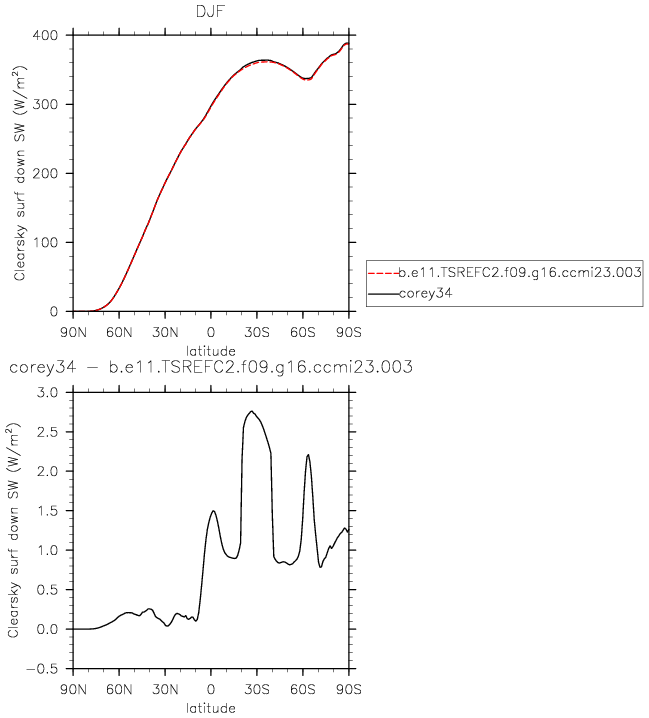 DJF
Clearsky surf down SW (W/m²)
400
300
200
100
0
90N 60N 30N 0 30S 60S 90S
latitude
b.e11.TSREFC2.f09.g16.ccmi23.003
corey34
corey34 − b.e11.TSREFC2.f09.g16.ccmi23.003
Clearsky surf down SW (W/m²)
3.0
2.5
2.0
1.5
1.0
0.5
0.0
−0.5
90N 60N 30N 0 30S 60S 90S
latitude